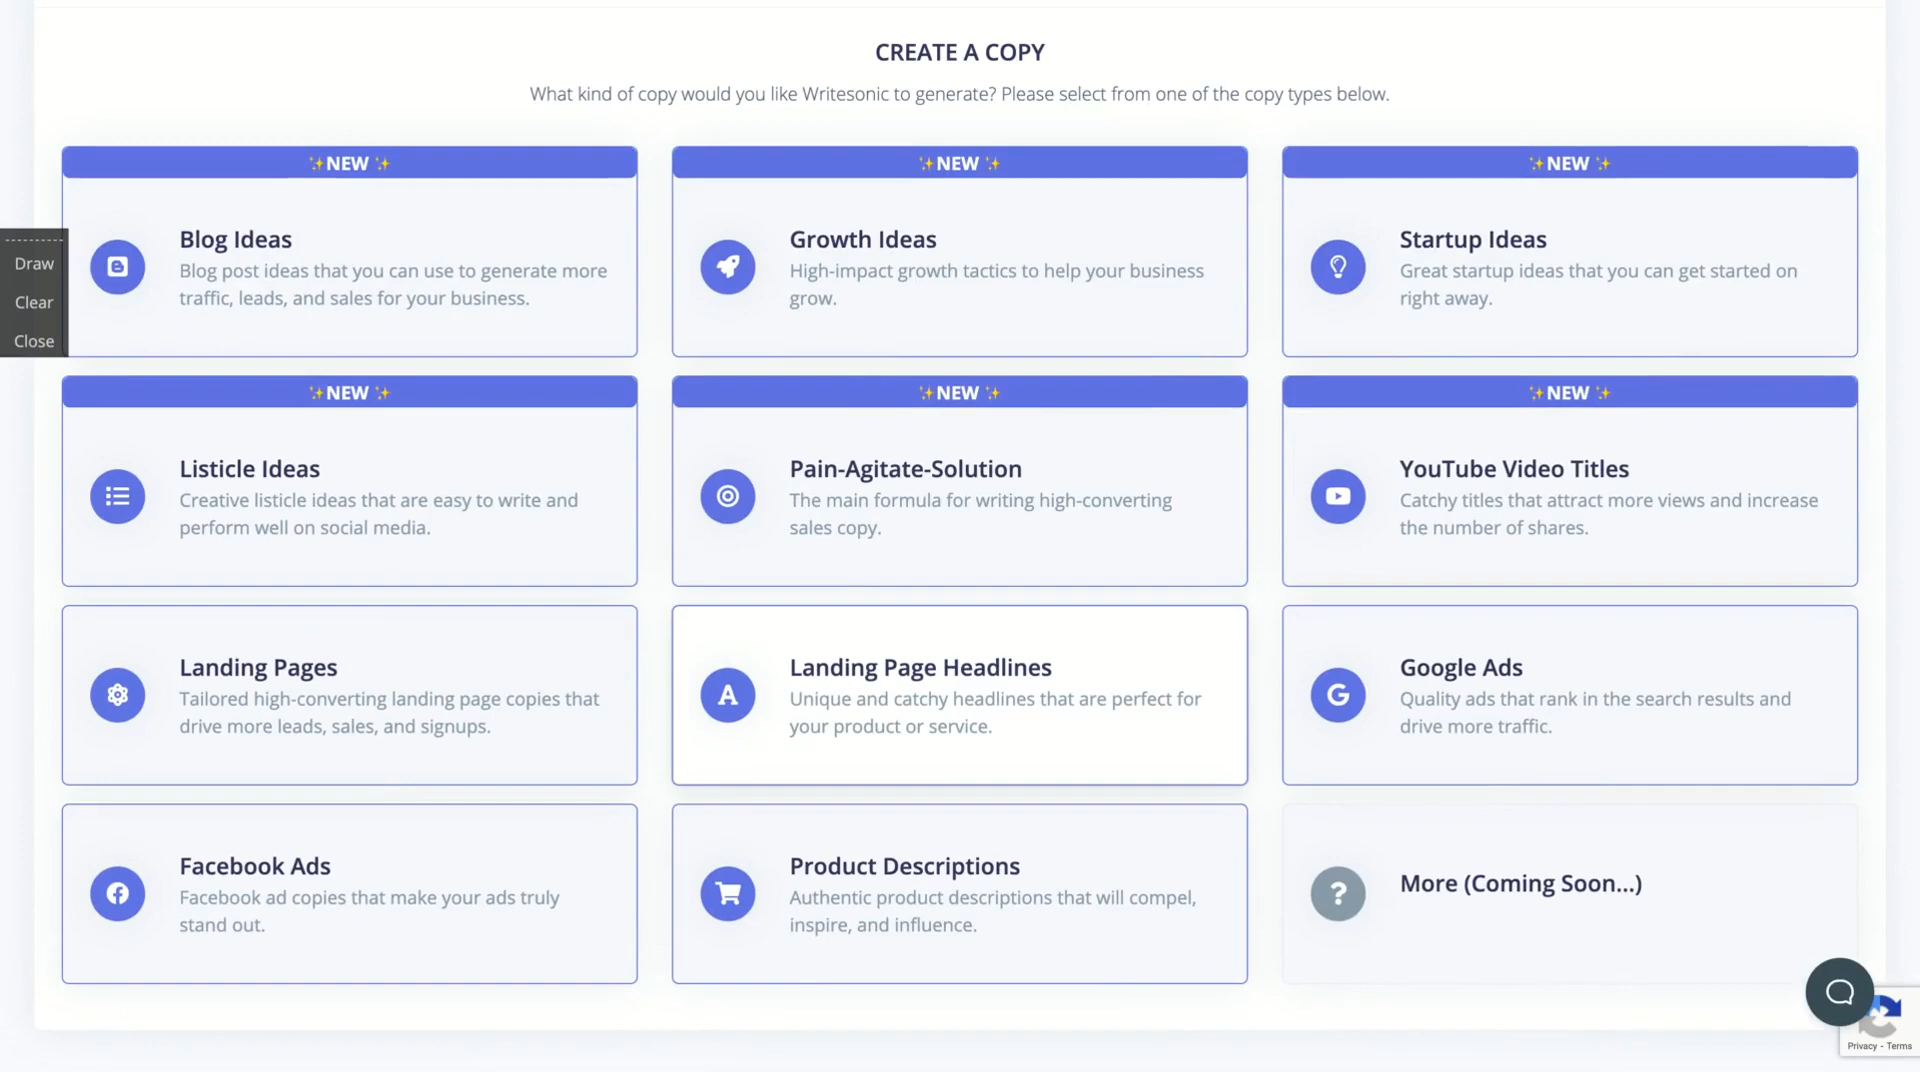 CREATE A COPY
What kind of copy would you like Writesonic to generate? Please select from one of the copy types below.
✨NEW ✨
Blog Ideas
Blog post ideas that you can use to generate more
traffic, leads, and sales for your business.
✨NEW ✨
Growth Ideas
High-impact growth tactics to help your business
grow.
✨NEW ✨
Startup Ideas
Great startup ideas that you can get started on
right away.
Draw
Clear
Close
✨NEW ✨
Listicle Ideas
Creative listicle ideas that are easy to write and
perform well on social media.
✨NEW ✨
Pain-Agitate-Solution
The main formula for writing high-converting
sales copy.
✨NEW ✨
YouTube Video Titles
Catchy titles that attract more views and increase
the number of shares.
Landing Pages
Tailored high-converting landing page copies that
drive more leads, sales, and signups.
A
Landing Page Headlines
Unique and catchy headlines that are perfect for
your product or service.
G
Google Ads
Quality ads that rank in the search results and
drive more traffic.
Facebook Ads
Facebook ad copies that make your ads truly
stand out.
Product Descriptions
Authentic product descriptions that will compel,
inspire, and influence.
?
More (Coming Soon...)
Privacy - Terms